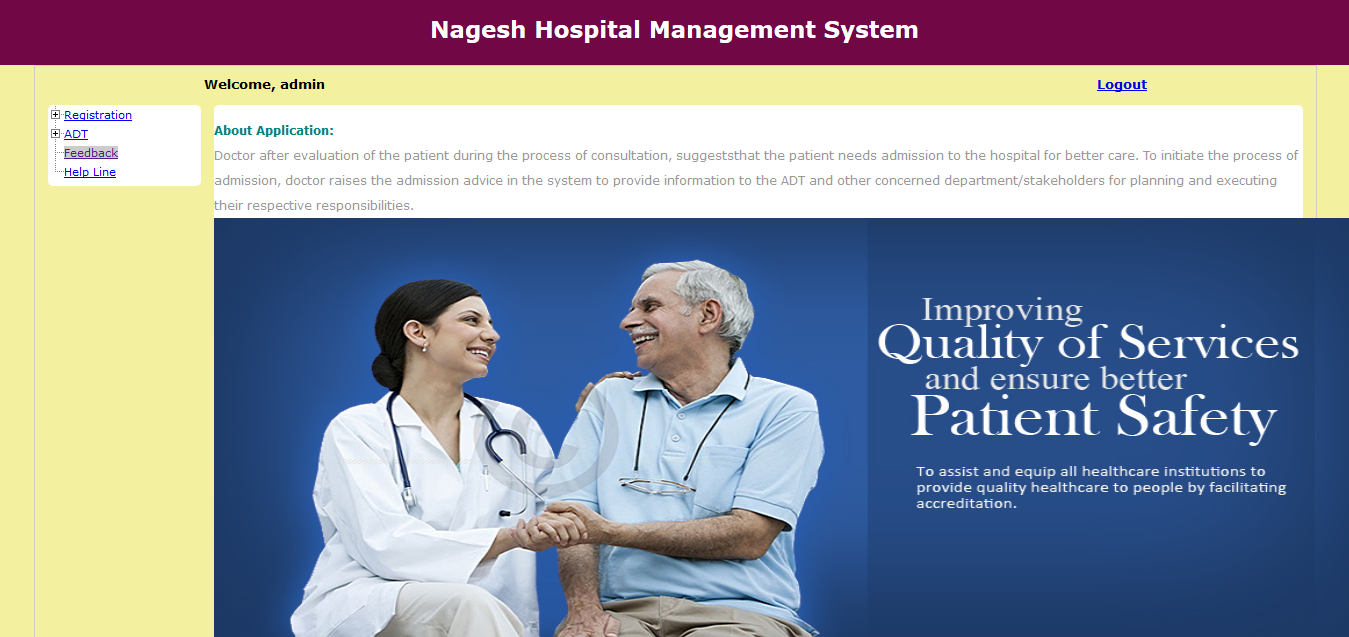 Nagesh Hospital Management System
Welcome, admin
Logout
Registration
ADT
Feedback
Help Line
About Application:
Doctor after evaluation of the patient during the process of consultation, suggeststhat the patient needs admission to the hospital for better care. To initiate the process of
admission, doctor raises the admission advice in the system to provide information to the ADT and other concerned department/stakeholders for planning and executing
their respective responsibilities.
Improving
Quality of Services
and ensure better
Patient Safety
To assist and equip all healthcare institutions to
provide quality healthcare to people by facilitating
accreditation.